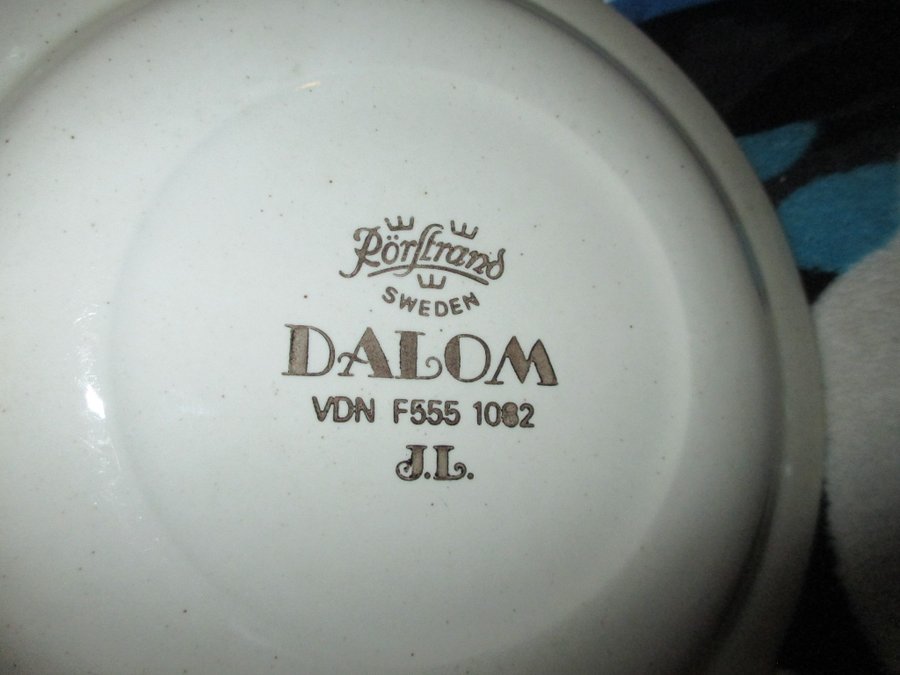 Rörstrand
SWEDEN
DALOM
VDN F555 1082
J.L.